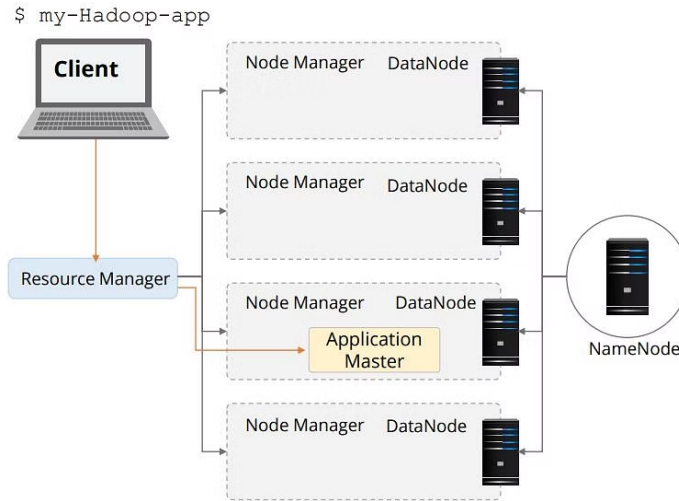 $ my-Hadoop-app
Client
Node Manager DataNode
Node Manager DataNode
Resource Manager
Node Manager DataNode
Application
Master
NameNode
Node Manager DataNode